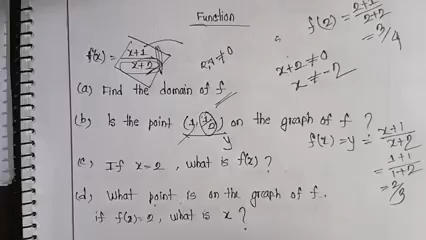 Function
f(x) = x+1 / x+2
(a) Find the domain of f
(b) Is the point (1, 1/2) on the graph of f ?
y
(c) If x = 2, what is f(x) ?
(d) What point is on the graph of f.
if f(x) = 2, what is x ?
f(2) = 2+1 / 2+2
= 3/4
x+2 ≠ 0
x ≠ -2
f(x) = y = x+1 / x+2
= 1+1 / 1+2
= 2/3